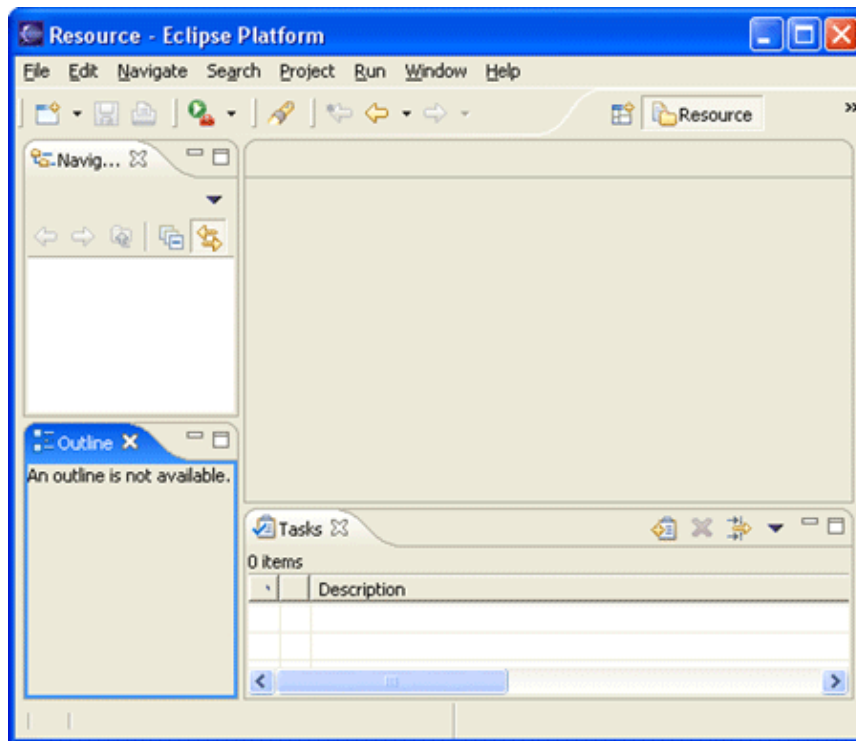 Resource - Eclipse Platform
File Edit Navigate Search Project Run Window Help
Resource
»
Navig...
Outline
An outline is not available.
Tasks
0 items
Description